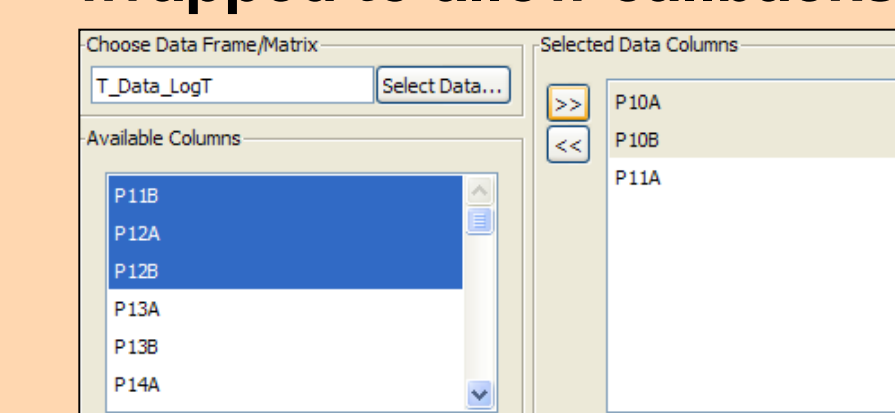 Choose Data Frame/Matrix
T_Data_LogT
Select Data...
Available Columns
P11B
P12A
P12B
P13A
P13B
P14A
Selected Data Columns
>>
<<
P10A
P10B
P11A